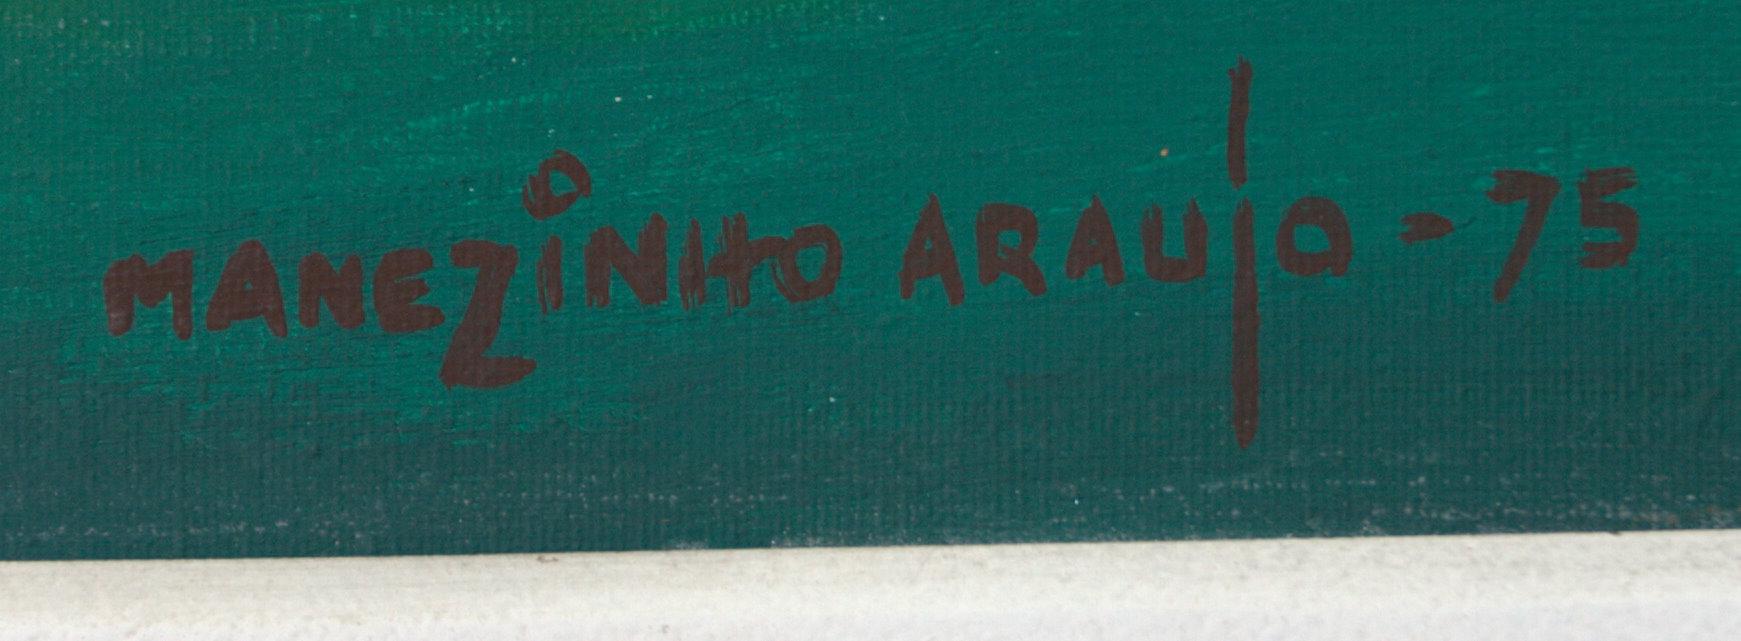 MANEZiNHO ARAUJO - 75